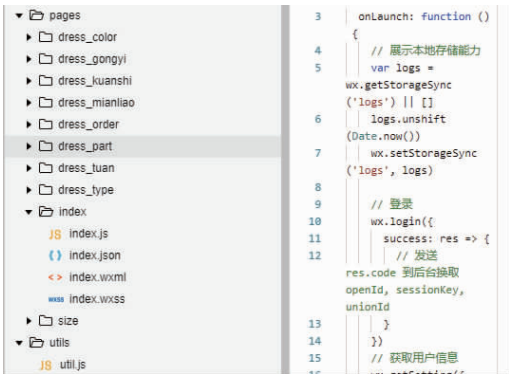 pages
dress_color
dress_gongyi
dress_kuanshi
dress_mianliao
dress_order
dress_part
dress_tuan
dress_type
index
JS index.js
{} index.json
<> index.wxml
wxss index.wxss
size
utils
JS util.js
3 onLaunch: function ()
{
4 // 展示本地存储能力
5 var logs =
wx.getStorageSync
('logs') || []
6 logs.unshift
(Date.now())
7 wx.setStorageSync
('logs', logs)
8
9 // 登录
10 wx.login({
11 success: res => {
12 // 发送
res.code 到后台换取
openId, sessionKey,
unionId
13 }
14 })
15 // 获取用户信息